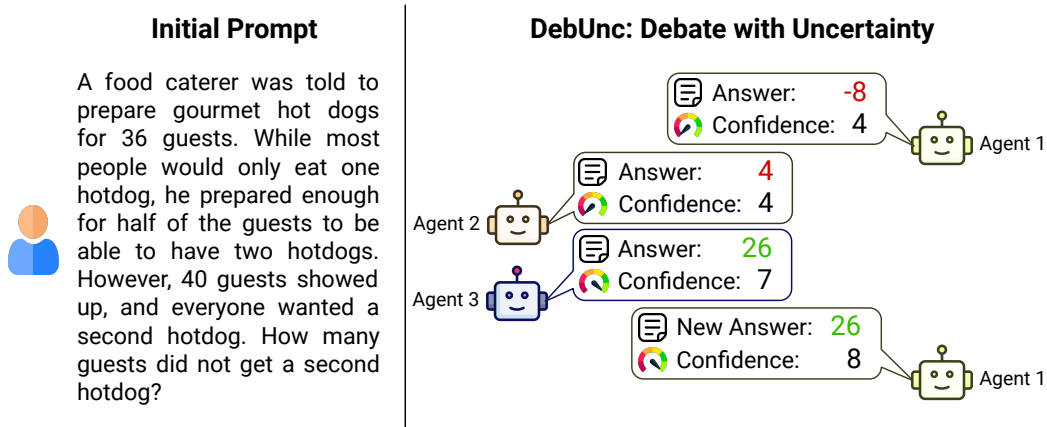 Initial Prompt
A food caterer was told to
prepare gourmet hot dogs
for 36 guests. While most
people would only eat one
hotdog, he prepared enough
for half of the guests to be
able to have two hotdogs.
However, 40 guests showed
up, and everyone wanted a
second hotdog. How many
guests did not get a second
hotdog?
DebUnc: Debate with Uncertainty
Answer: -8
Confidence: 4
Agent 1
Answer: 4
Confidence: 4
Agent 2
Answer: 26
Confidence: 7
Agent 3
New Answer: 26
Confidence: 8
Agent 1